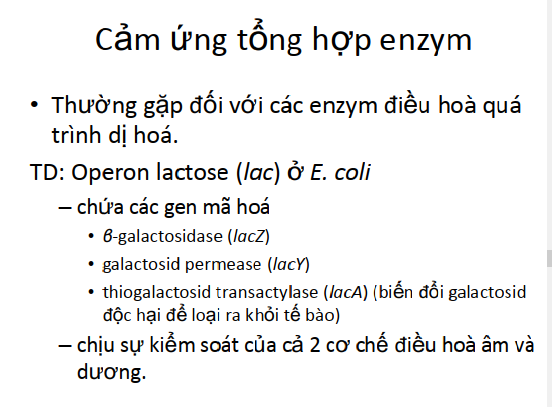 Cảm ứng tổng hợp enzym
• Thường gặp đối với các enzym điều hoà quá
trình dị hoá.
TD: Operon lactose (lac) ở E. coli
– chứa các gen mã hoá
• β-galactosidase (lacZ)
• galactosid permease (lacY)
• thiogalactosid transactylase (lacA) (biến đổi galactosid
độc hại để loại ra khỏi tế bào)
– chịu sự kiểm soát của cả 2 cơ chế điều hoà âm và
dương.